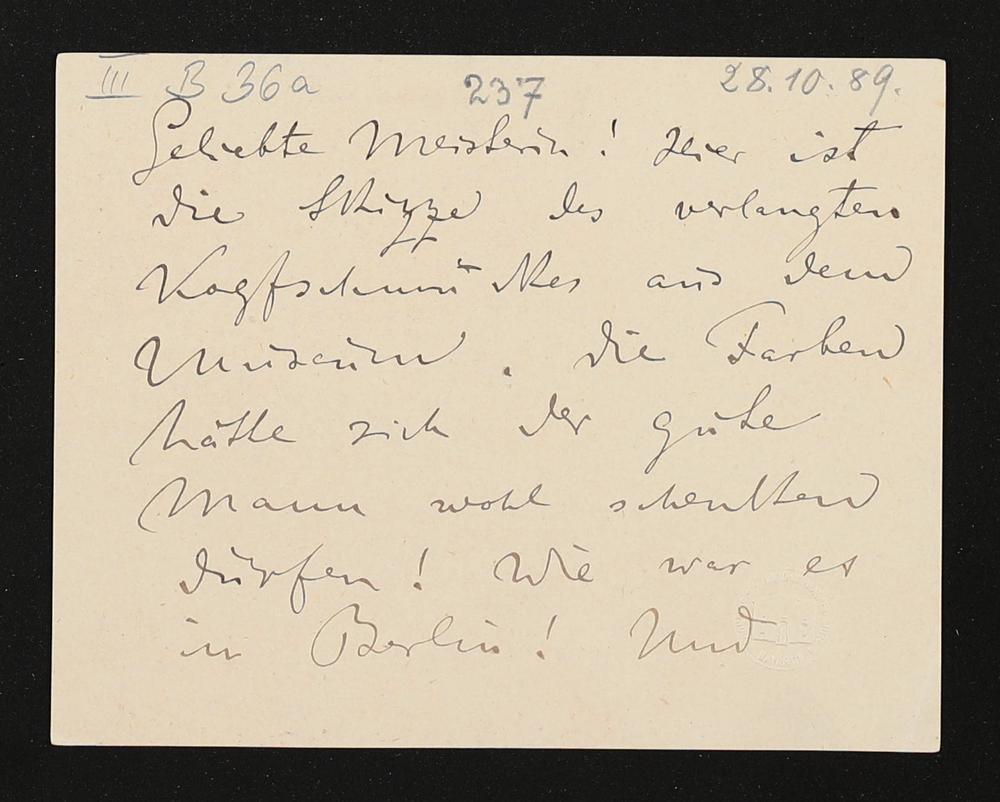 III B 36a 237 28.10.89.
Geliebte Meisterin! Hier ist
die Skizze des verlangten
Kopfschmuckes aus dem
Museum. Die Farben
hätte sich der gute
Mann wohl schenken
dürfen! Wie war es
in Berlin! Und